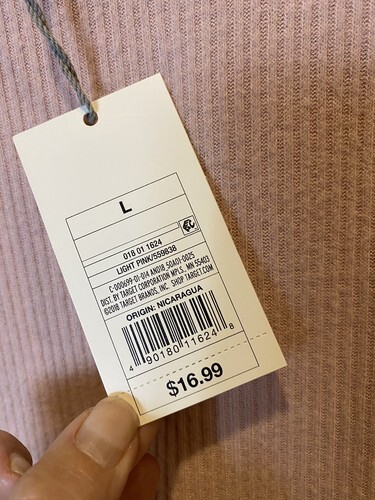 L
018 01 1624
LIGHT PINK/559838
C-000699-01-014 AN018 50A01-0025
DIST. BY TARGET CORPORATION MPLS, MN 55403
©2018 TARGET BRANDS, INC. SHOP TARGET.COM
ORIGIN: NICARAGUA
4 90180 11624 8
$16.99